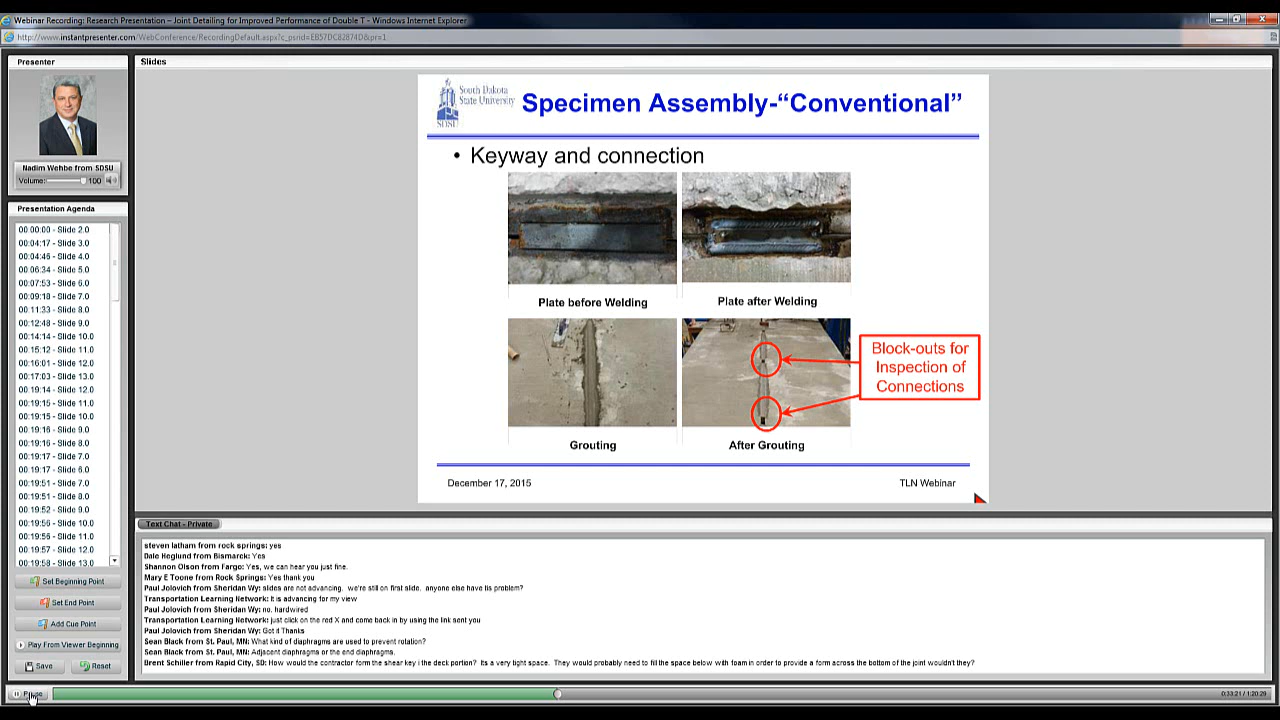 Webinar Recording: Research Presentation – Joint Detailing for Improved Performance of Double T - Windows Internet Explorer
http://www.instantpresenter.com/WebConference/RecordingDefault.aspx?c_psrid=EB57DC82874D&pr=1
Presenter
Nadim Wehbe from SDSU
Volume: 100
Presentation Agenda
00:00:00 - Slide 2.0
00:04:17 - Slide 3.0
00:04:46 - Slide 4.0
00:06:34 - Slide 5.0
00:07:53 - Slide 6.0
00:09:18 - Slide 7.0
00:11:33 - Slide 8.0
00:12:48 - Slide 9.0
00:14:14 - Slide 10.0
00:15:12 - Slide 11.0
00:16:01 - Slide 12.0
00:17:03 - Slide 13.0
00:19:14 - Slide 12.0
00:19:15 - Slide 11.0
00:19:15 - Slide 10.0
00:19:16 - Slide 9.0
00:19:16 - Slide 8.0
00:19:17 - Slide 7.0
00:19:17 - Slide 6.0
00:19:51 - Slide 7.0
00:19:51 - Slide 8.0
00:19:52 - Slide 9.0
00:19:56 - Slide 10.0
00:19:56 - Slide 11.0
00:19:57 - Slide 12.0
00:19:58 - Slide 13.0
Set Beginning Point
Set End Point
Add Cue Point
Play From Viewer Beginning
Save
Reset
Slides
South Dakota
State University
SDSU
Specimen Assembly-“Conventional”
• Keyway and connection
Plate before Welding
Plate after Welding
Block-outs for
Inspection of
Connections
Grouting
After Grouting
December 17, 2015
TLN Webinar
Text Chat - Private
steven latham from rock springs: yes
Dale Heglund from Bismarck: Yes
Shannon Olson from Fargo: Yes, we can hear you just fine.
Mary E Toone from Rock Springs: Yes thank you
Paul Jolovich from Sheridan Wy: slides are not advancing. we're still on first slide. anyone else have tis problem?
Transportation Learning Network: It is advancing for my view
Paul Jolovich from Sheridan Wy: no. hardwired
Transportation Learning Network: just click on the red X and come back in by using the link sent you
Paul Jolovich from Sheridan Wy: Got it Thanks
Sean Black from St. Paul, MN: What kind of diaphragms are used to prevent rotation?
Sean Black from St. Paul, MN: Adjacent diaphragms or the end diaphragms.
Brent Schiller from Rapid City, SD: How would the contractor form the shear key i the deck portion? Its a very tight space. They would probably need to fill the space below with foam in order to provide a form across the bottom of the joint wouldn't they?
Pause
0:33:21 / 1:20:29